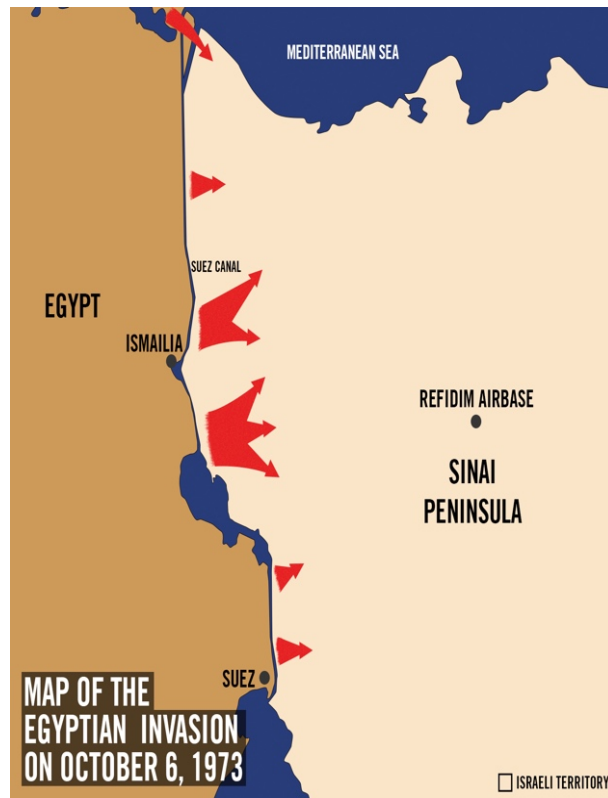 MEDITERRANEAN SEA
SUEZ CANAL
EGYPT
ISMAILIA
REFIDIM AIRBASE
SINAI
PENINSULA
SUEZ
MAP OF THE
EGYPTIAN INVASION
ON OCTOBER 6, 1973
ISRAELI TERRITORY